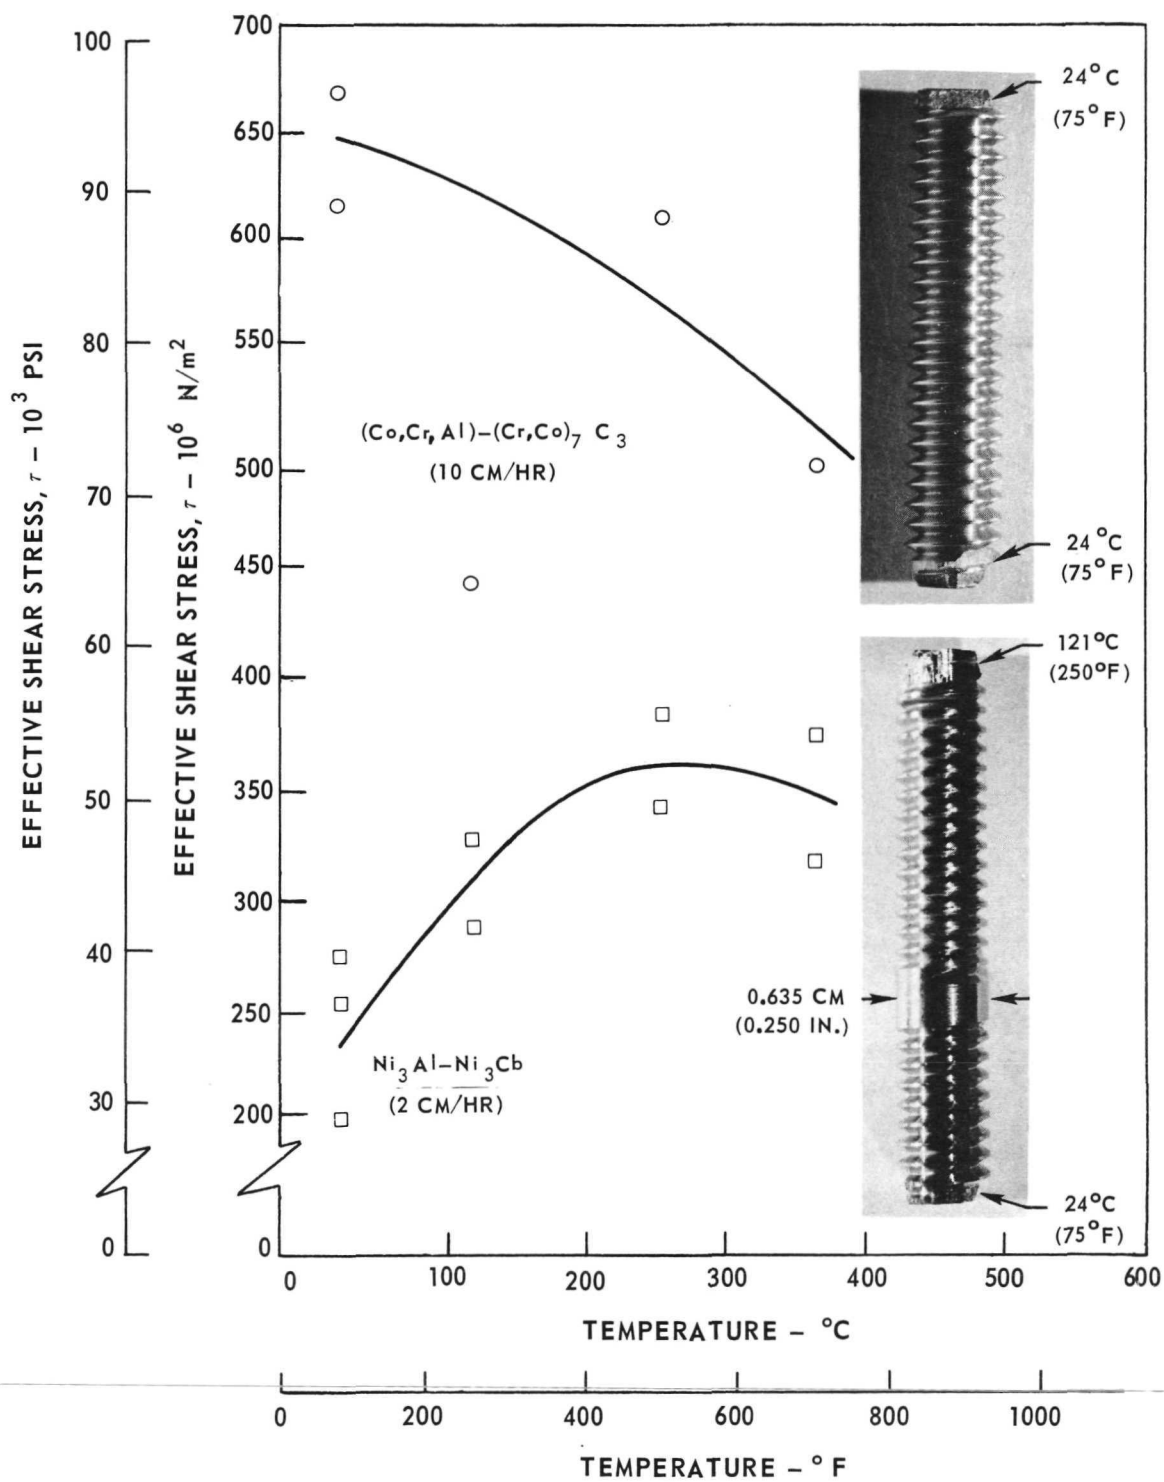 EFFECTIVE SHEAR STRESS, τ – 10³ PSI
100
90
80
70
60
50
40
30
0
EFFECTIVE SHEAR STRESS, τ – 10⁶ N/m²
700
650
600
550
500
450
400
350
300
250
200
0
(Co,Cr,Al)–(Cr,Co)₇ C₃
(10 CM/HR)
Ni₃Al–Ni₃Cb
(2 CM/HR)
24°C
(75°F)
24°C
(75°F)
121°C
(250°F)
0.635 CM
(0.250 IN.)
24°C
(75°F)
0 100 200 300 400 500 600
TEMPERATURE – °C
0 200 400 600 800 1000
TEMPERATURE – °F